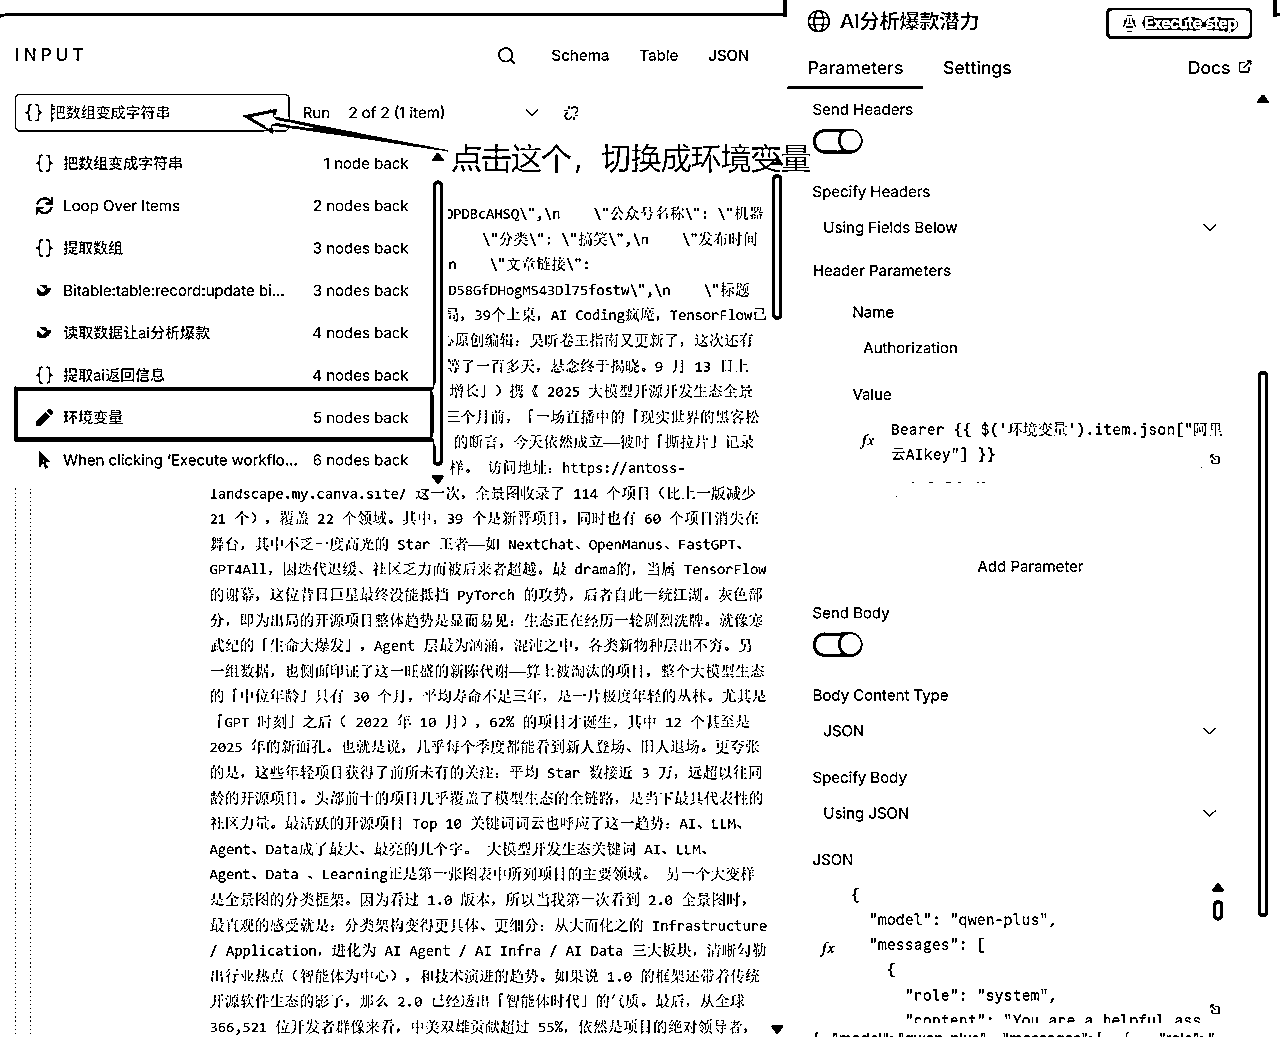 INPUT
Schema
Table
JSON
{} 把数组变成字符串
Run
2 of 2 (1 item)
点击这个，切换成环境变量
{} 把数组变成字符串 1 node back
Loop Over Items 2 nodes back
{} 提取数组 3 nodes back
Bitable:table:record:update bi... 3 nodes back
读取数据让ai分析爆款 4 nodes back
{} 提取ai返回信息 4 nodes back
环境变量 5 nodes back
When clicking ‘Execute workflo... 6 nodes back
OPDBcAHSQ\",\n    \"公众号名称\": \"机器
\"分类\": \"搞笑\",\n    \"发布时间
n    \"文章链接\":
D58GfDHogMS43Dl75fostw\",\n    \"标题
局，39个上桌，AI Coding疯魔，TensorFlow已
原创编辑：吴昕卷王指南又更新了，这次还有
等了一百多天，悬念终于揭晓。9 月 13 日上
增长」）携《 2025 大模型开源开发生态全景
三个月前，「一场直播中的「现实世界的黑客松
的断言，今天依然成立—彼时「撕拉片」记录
样。 访问地址：https://antoss-
landscape.my.canva.site/ 这一次，全景图收录了 114 个项目（比上一版减少
21 个），覆盖 22 个领域。其中，39 个是新晋项目，同时也有 60 个项目消失在
舞台，其中不乏一度高光的 Star 王者—如 NextChat、OpenManus、FastGPT、
GPT4All，因迭代迟缓、社区乏力而被后来者超越。最 drama的，当属 TensorFlow
的谢幕，这位昔日巨星最终没能抵挡 PyTorch 的攻势，后者自此一统江湖。灰色部
分，即为出局的开源项目整体趋势是显而易见：生态正在经历一轮剧烈洗牌。就像寒
武纪的「生命大爆发」，Agent 层最为汹涌，混沌之中，各类新物种层出不穷。另
一组数据，也侧面印证了这一旺盛的新陈代谢—算上被淘汰的项目，整个大模型生态
的「中位年龄」只有 30 个月，平均寿命不足三年，是一片极度年轻的丛林。尤其是
「GPT 时刻」之后（ 2022 年 10 月），62% 的项目才诞生，其中 12 个甚至是
2025 年的新面孔。也就是说，几乎每个季度都能看到新人登场、旧人退场。更夸张
的是，这些年轻项目获得了前所未有的关注：平均 Star 数接近 3 万，远超以往同
龄的开源项目。头部前十的项目几乎覆盖了模型生态的全链路，是当下最具代表性的
社区力量。最活跃的开源项目 Top 10 关键词词云也呼应了这一趋势：AI、LLM、
Agent、Data成了最大、最亮的几个字。 大模型开发生态关键词 AI、LLM、
Agent、Data 、Learning正是第一张图表中所列项目的主要领域。 另一个大变样
是全景图的分类框架。因为看过 1.0 版本，所以当我第一次看到 2.0 全景图时，
最直观的感受就是：分类架构变得更具体、更细分：从大而化之的 Infrastructure
/ Application，进化为 AI Agent / AI Infra / AI Data 三大板块，清晰勾勒
出行业热点（智能体为中心），和技术演进的趋势。如果说 1.0 的框架还带着传统
开源软件生态的影子，那么 2.0 已经透出「智能体时代」的气质。最后，从全球
366,521 位开发者群像来看，中美双雄贡献超过 55%，依然是项目的绝对领导者，
AI分析爆款潜力
Execute step
Parameters
Settings
Docs
Send Headers
Specify Headers
Using Fields Below
Header Parameters
Name
Authorization
Value
fx Bearer {{ $('环境变量').item.json["阿里
云AIkey"] }}
Add Parameter
Send Body
Body Content Type
JSON
Specify Body
Using JSON
JSON
{
"model": "qwen-plus",
fx "messages": [
{
"role": "system",
"content": "You are a helpful ass